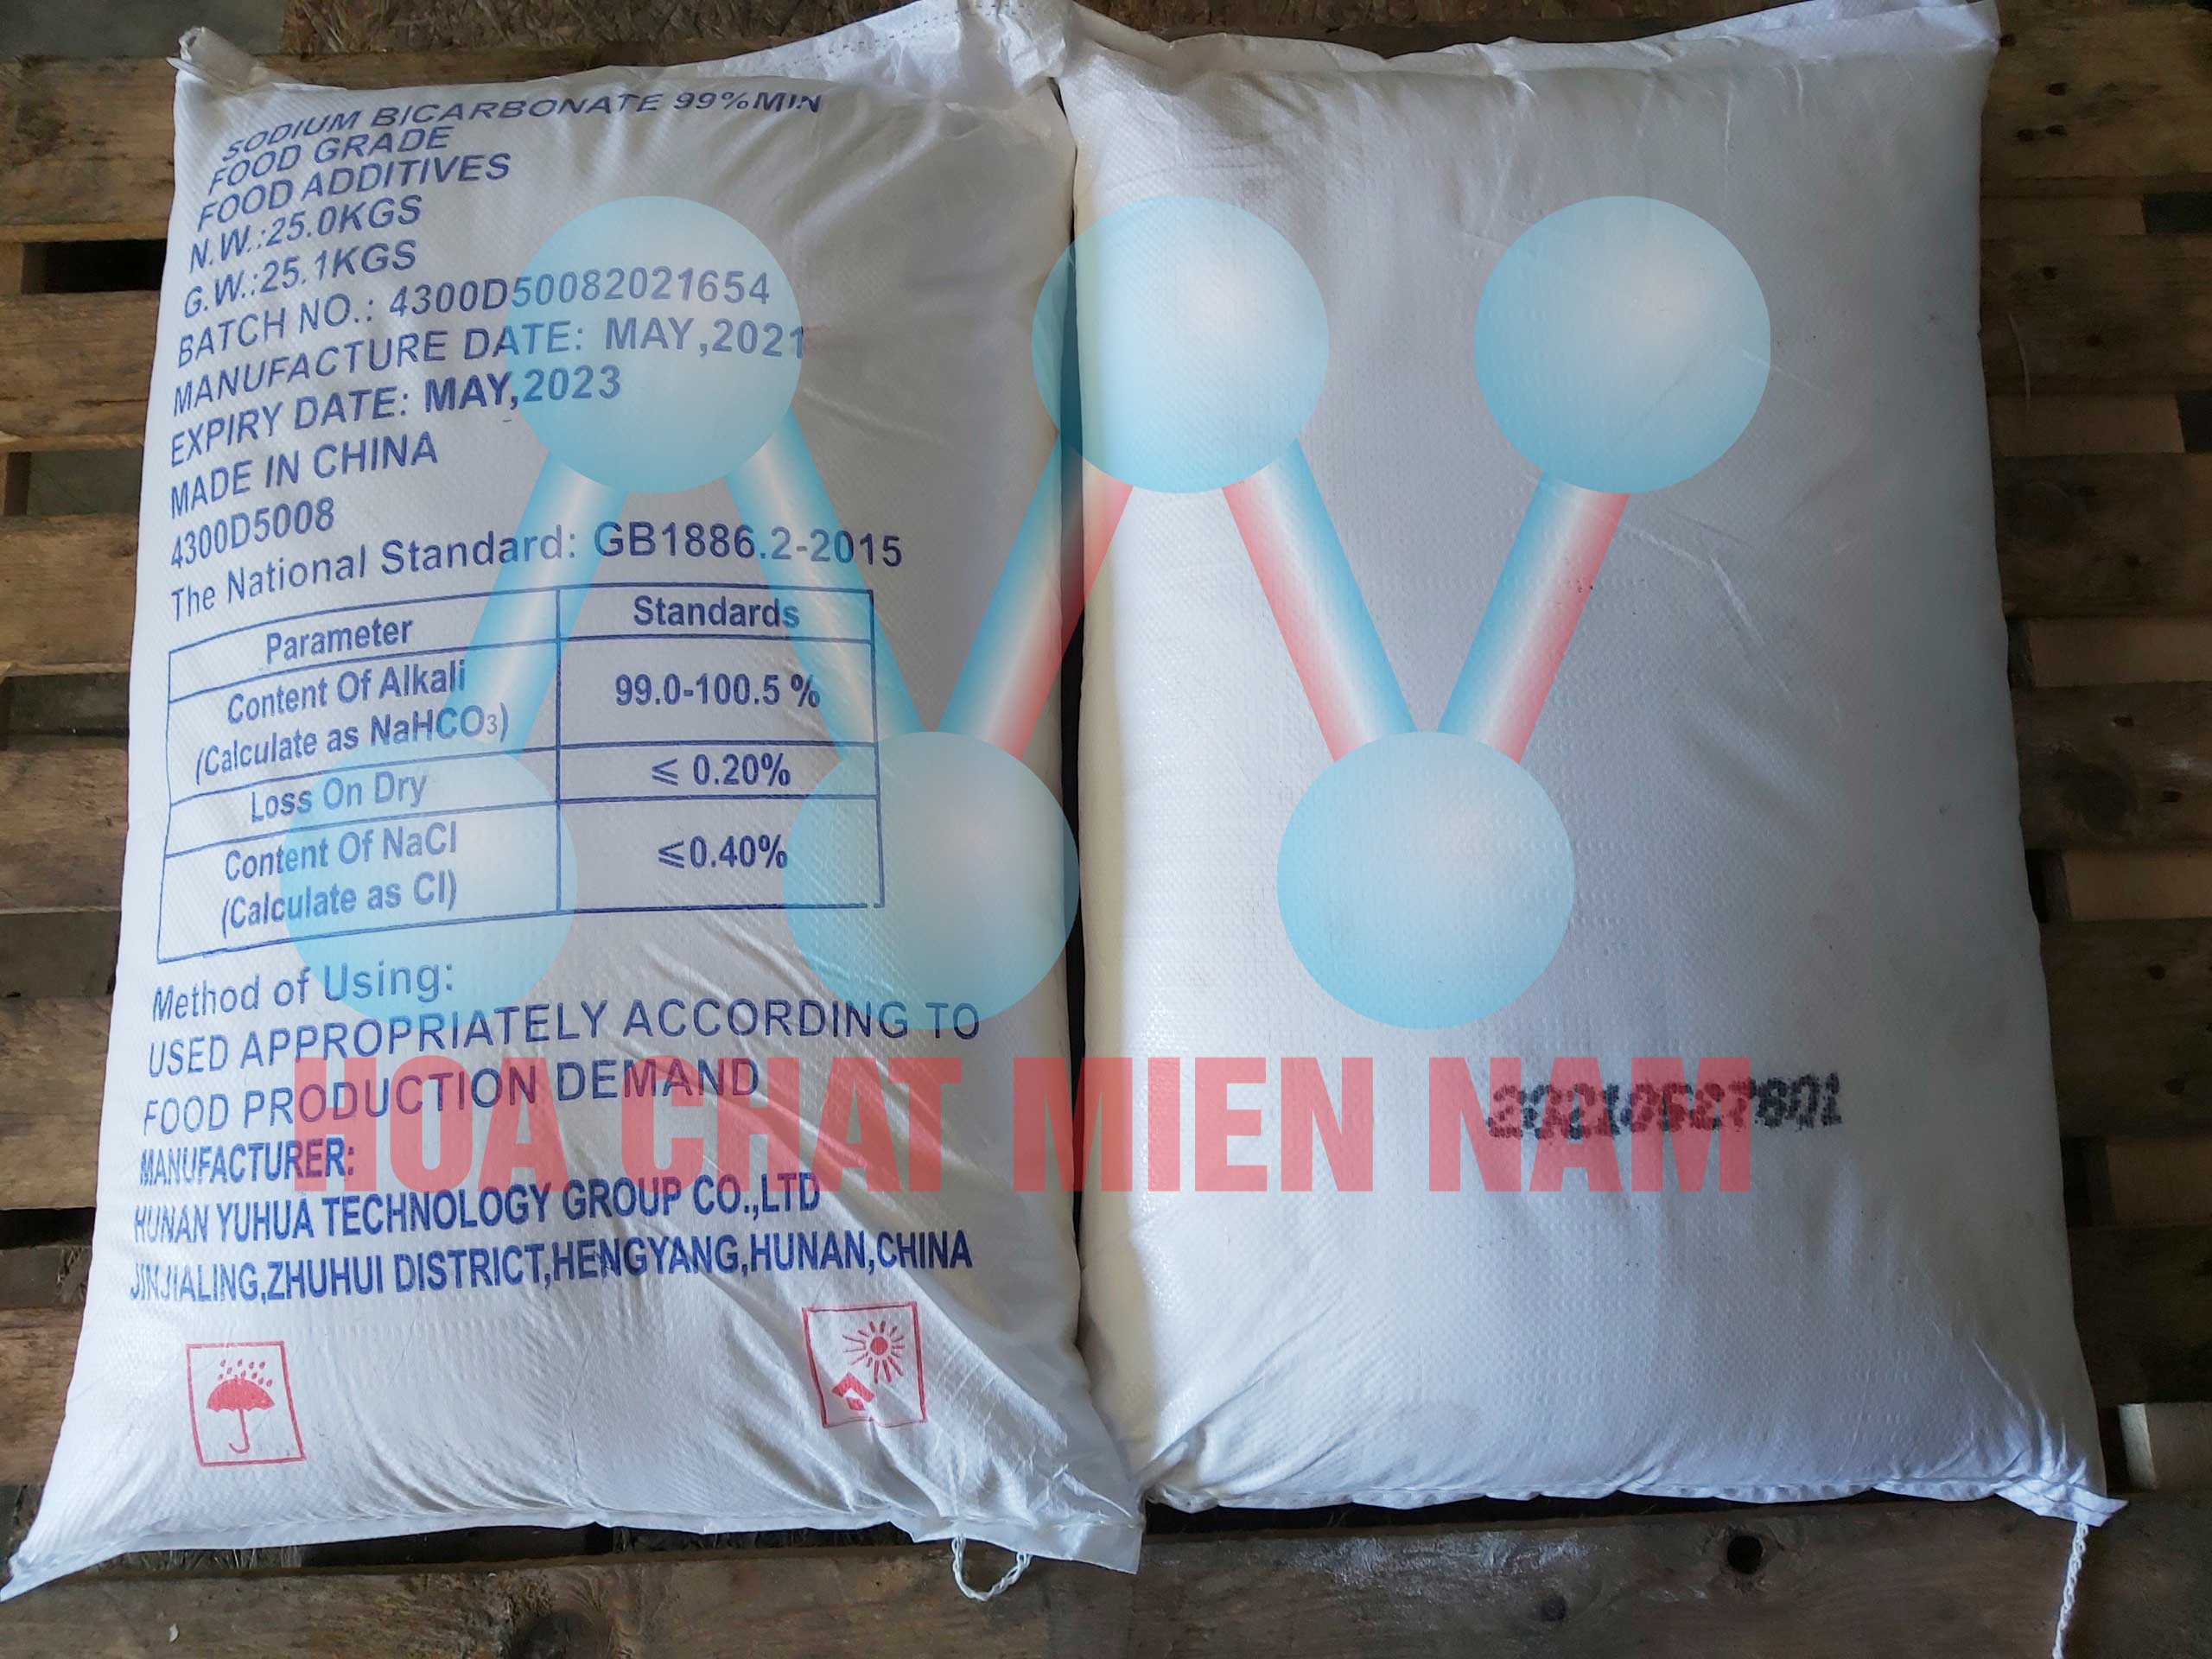 SODIUM BICARBONATE 99%MIN
FOOD GRADE
FOOD ADDITIVES
N.W.:25.0KGS
G.W.:25.1KGS
BATCH NO.: 4300D50082021654
MANUFACTURE DATE: MAY,2021
EXPIRY DATE: MAY,2023
MADE IN CHINA
4300D5008
The National Standard: GB1886.2-2015
Parameter Standards
Content Of Alkali
(Calculate as NaHCO3) 99.0-100.5 %
Loss On Dry ≤ 0.20%
Content Of NaCl
(Calculate as Cl) ≤0.40%
Method of Using:
USED APPROPRIATELY ACCORDING TO
FOOD PRODUCTION DEMAND
MANUFACTURER:
HUNAN YUHUA TECHNOLOGY GROUP CO.,LTD
JINJIALING,ZHUHUI DISTRICT,HENGYANG,HUNAN,CHINA
HOA CHAT MIEN NAM